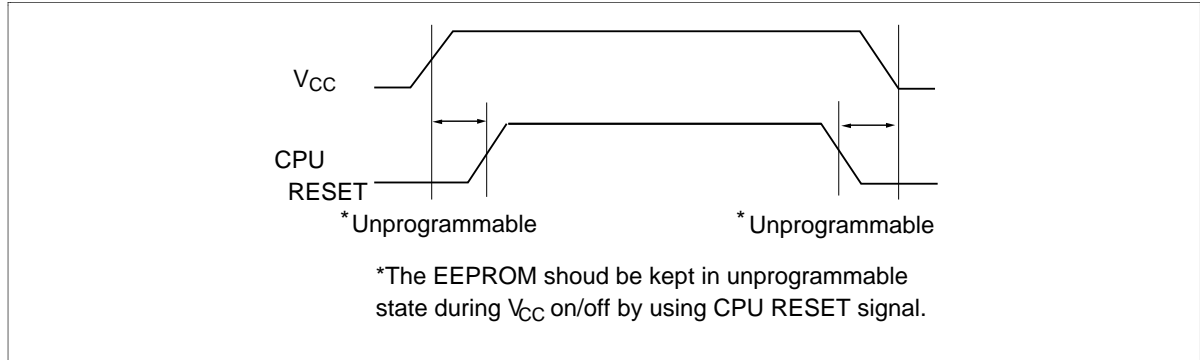 VCC
CPU
RESET
*Unprogrammable
*Unprogrammable
*The EEPROM shoud be kept in unprogrammable
state during VCC on/off by using CPU RESET signal.